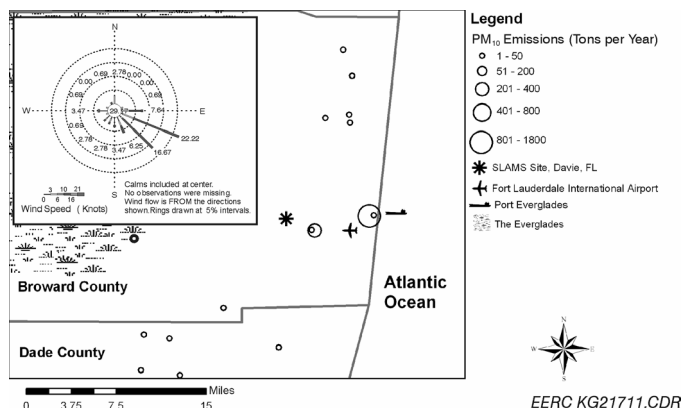 N
0.69 2.78 0.00
0.00 0.00
0.69 0.69
W 3.47 29.17 7.64 E
0.69
22.22
2.78 6.25 16.67
2.78 3.47
S
3 10 16 21
0 6 16
Wind Speed ( Knots)
Calms included at center.
No observations were missing.
Wind flow is FROM the directions
shown.Rings drawn at 5% intervals.
Broward County
Dade County
Atlantic
Ocean
0 3.75 7.5 15 Miles
Legend
PM10 Emissions (Tons per Year)
1 - 50
51 - 200
201 - 400
401 - 800
801 - 1800
SLAMS Site, Davie, FL
Fort Lauderdale International Airport
Port Everglades
The Everglades
N
W E
S
EERC KG21711.CDR